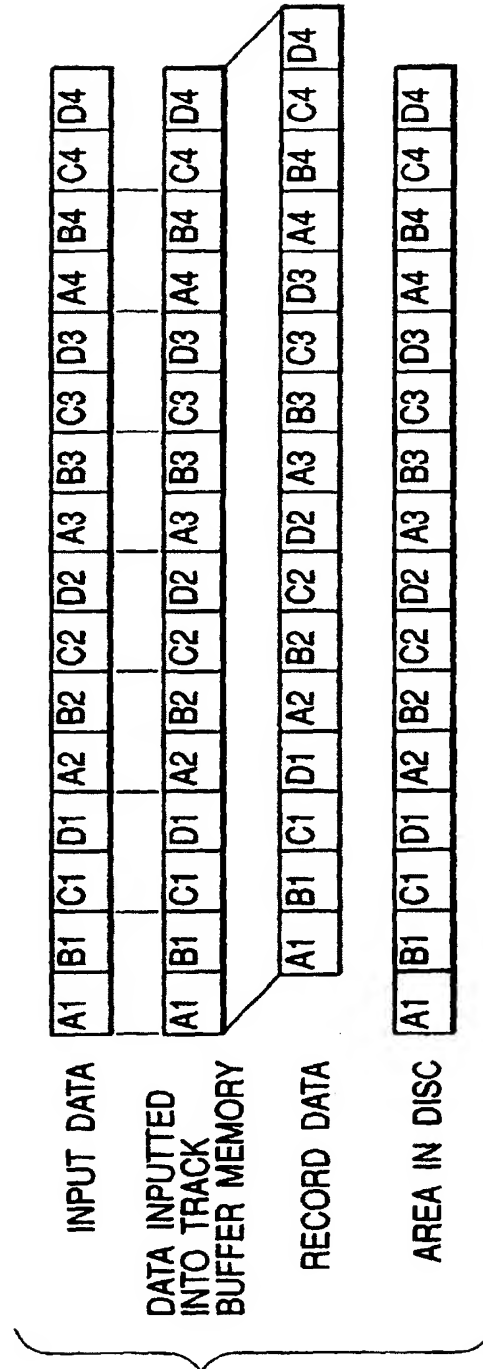 INPUT DATA
A1 B1 C1 D1 A2 B2 C2 D2 A3 B3 C3 D3 A4 B4 C4 D4
DATA INPUTTED
INTO TRACK
BUFFER MEMORY
A1 B1 C1 D1 A2 B2 C2 D2 A3 B3 C3 D3 A4 B4 C4 D4
RECORD DATA
A1 B1 C1 D1 A2 B2 C2 D2 A3 B3 C3 D3 A4 B4 C4 D4
AREA IN DISC
A1 B1 C1 D1 A2 B2 C2 D2 A3 B3 C3 D3 A4 B4 C4 D4